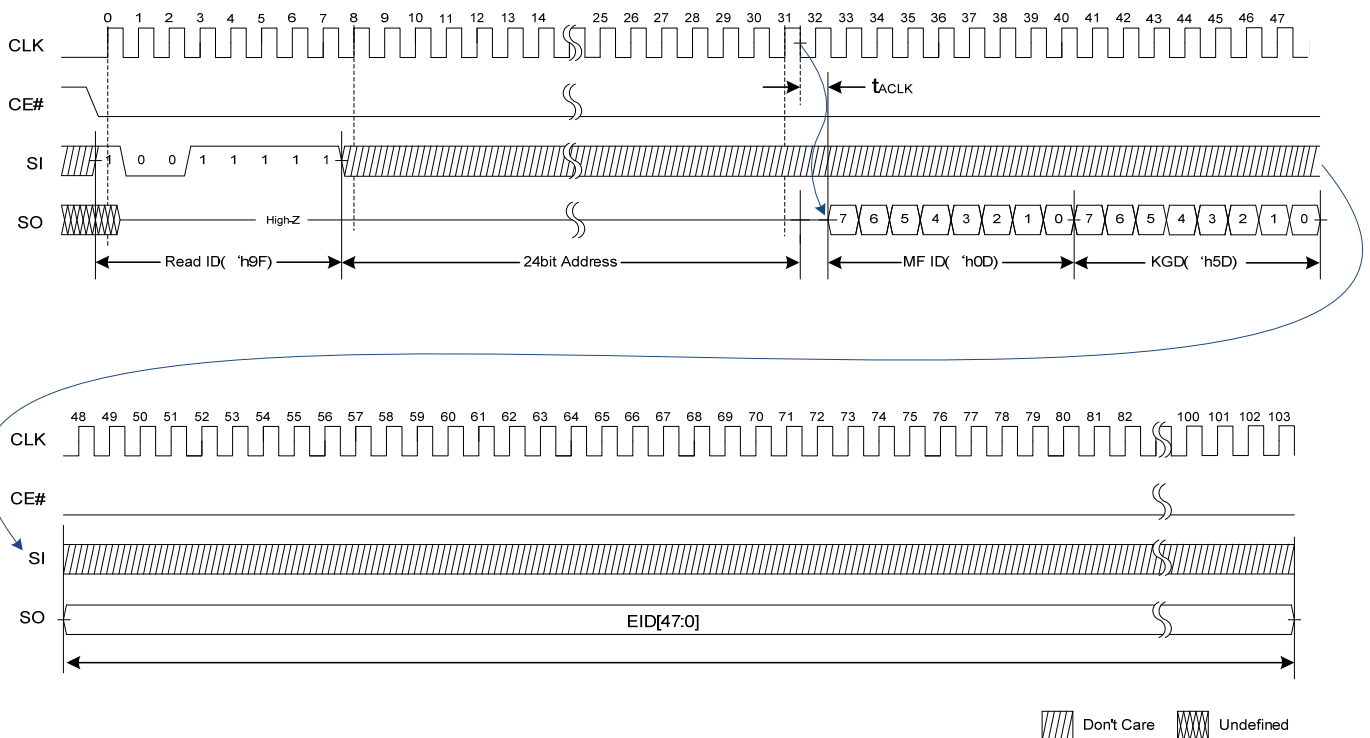 0 1 2 3 4 5 6 7 8 9 10 11 12 13 14 25 26 27 28 29 30 31 32 33 34 35 36 37 38 39 40 41 42 43 44 45 46 47
CLK
CE# tACLK
SI 1 0 0 1 1 1 1 1
SO High-Z 7 6 5 4 3 2 1 0 7 6 5 4 3 2 1 0
Read ID( ‘h9F) 24bit Address MF ID( ‘h0D) KGD( ‘h5D)
48 49 50 51 52 53 54 55 56 57 58 59 60 61 62 63 64 65 66 67 68 69 70 71 72 73 74 75 76 77 78 79 80 81 82 100 101 102 103
CLK
CE#
SI
SO EID[47:0]
Don't Care Undefined